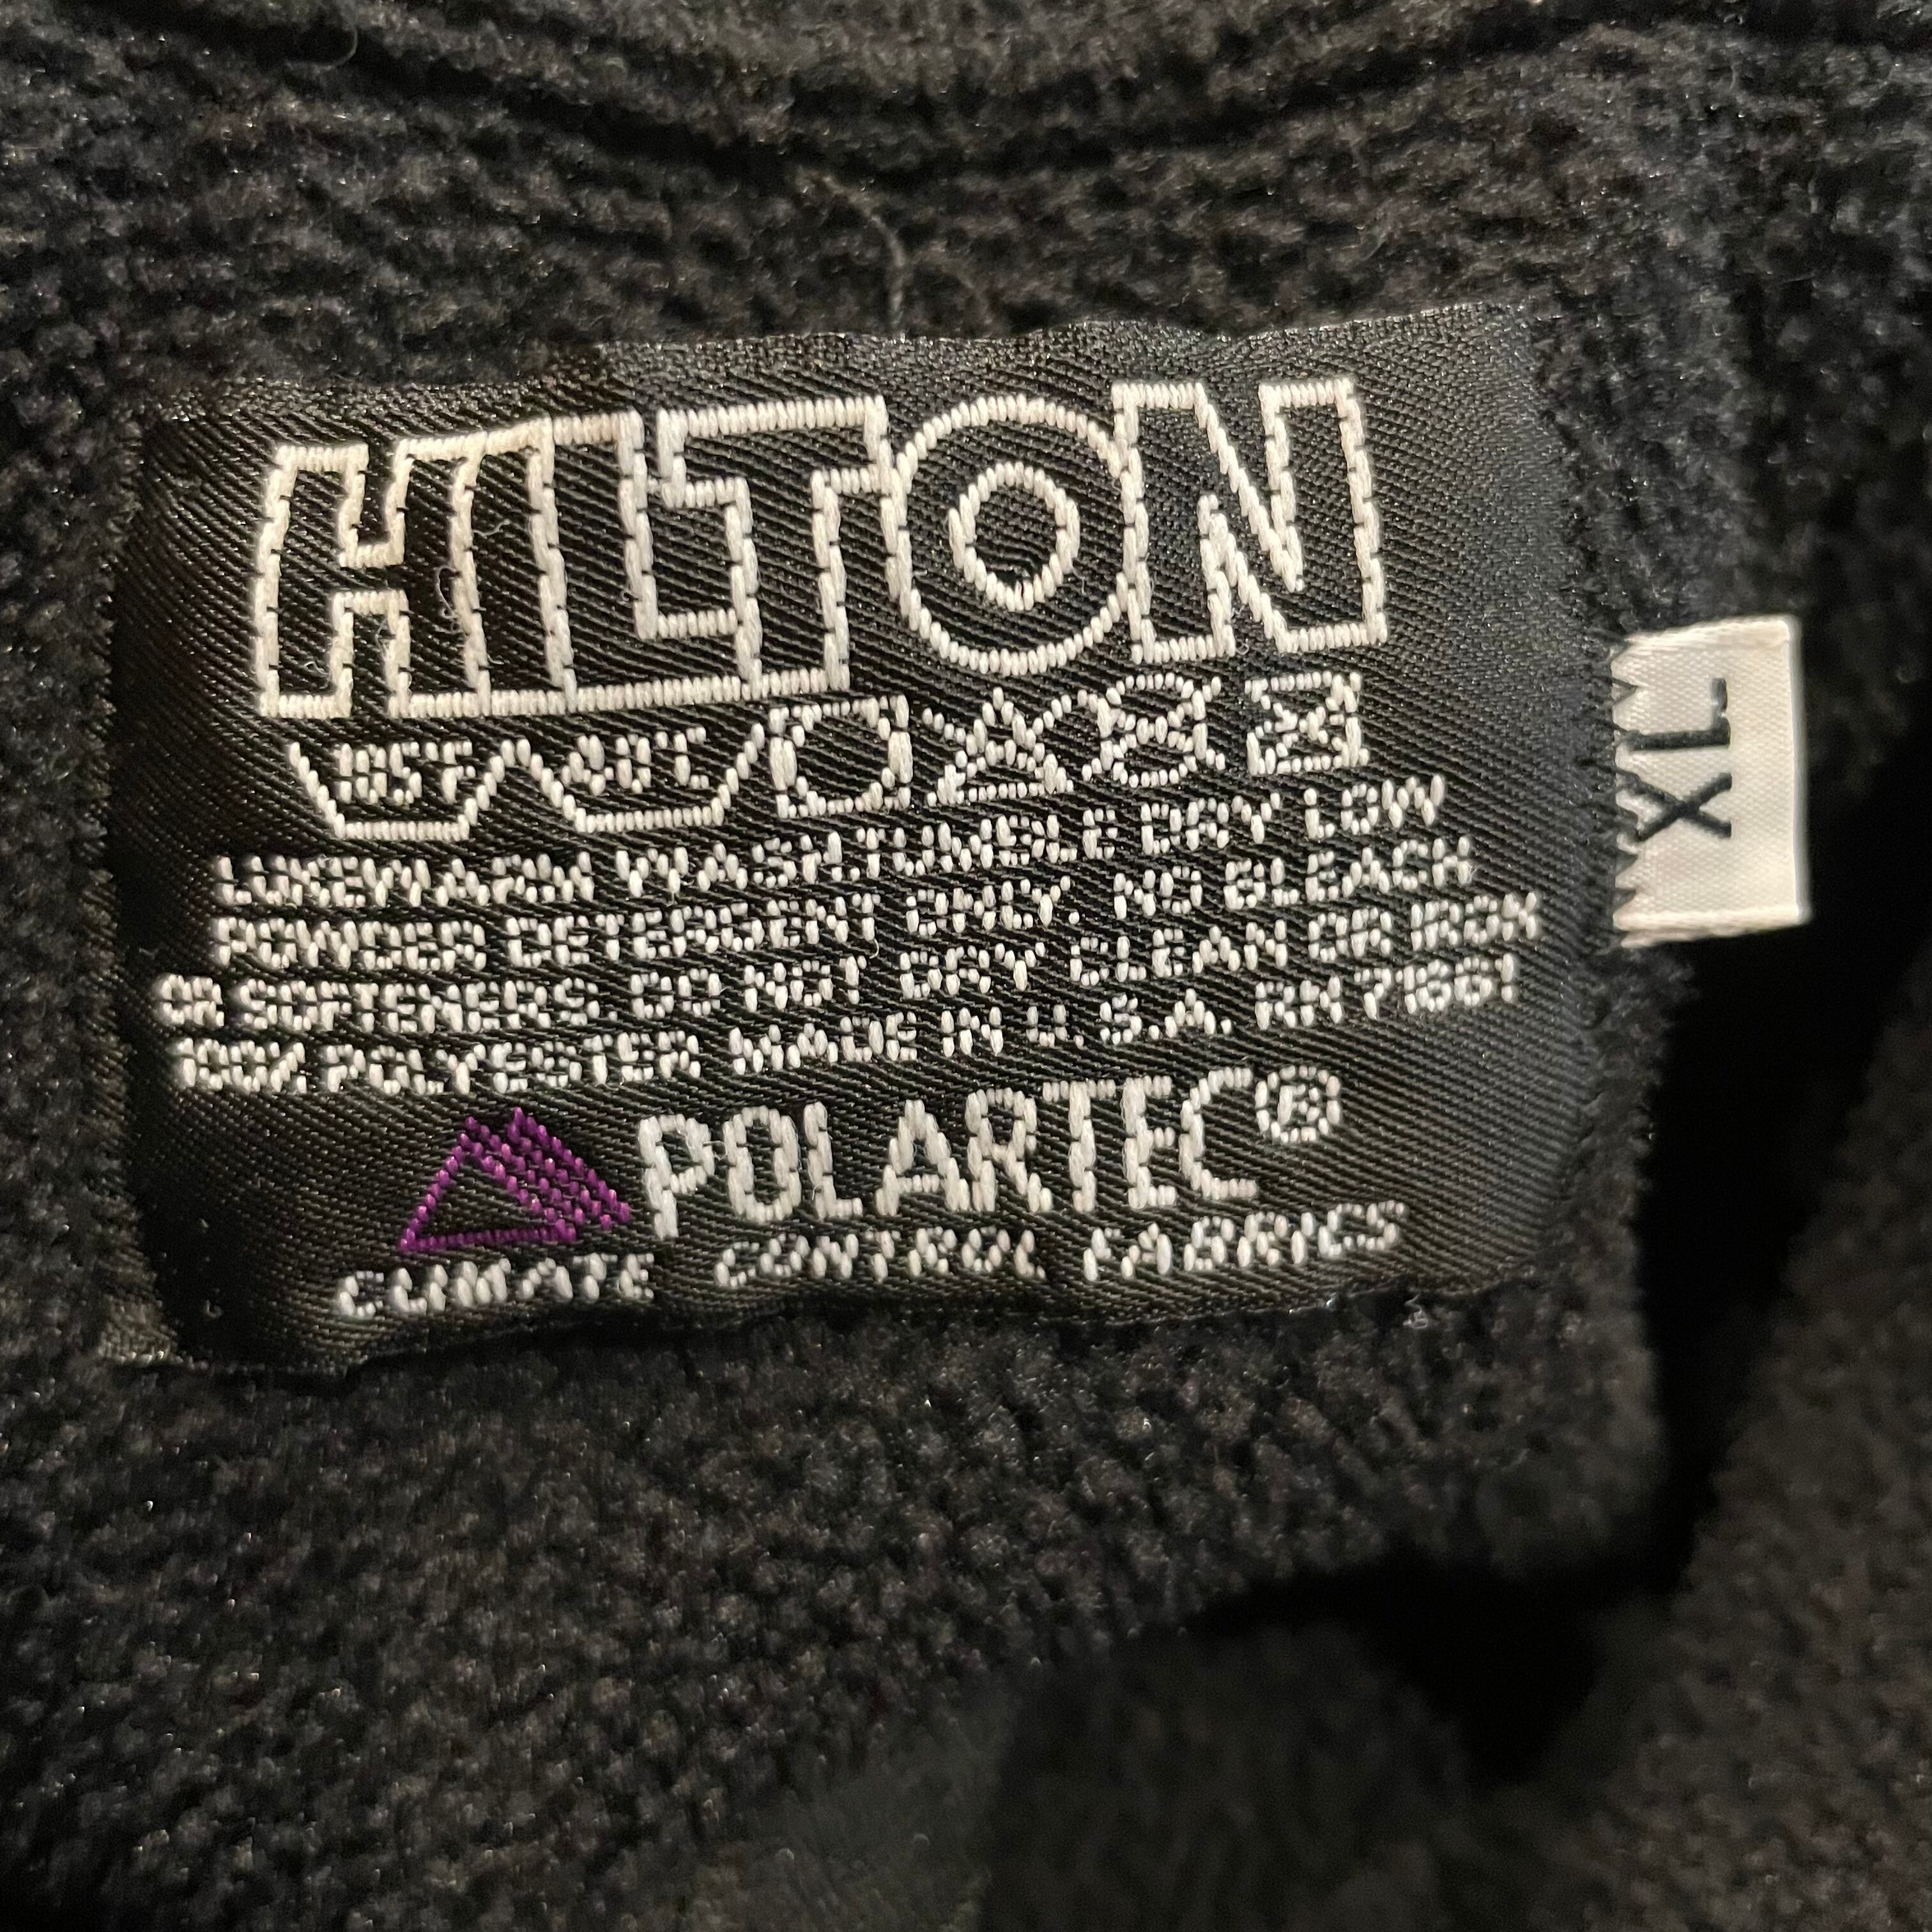 HILTON
105F 40°C
LUKEWARM WASH.TUMBLE DRY LOW
POWDER DETERGENT ONLY. NO BLEACH
OR SOFTENERS. DO NOT DRY CLEAN OR IRON
100% POLYESTER MADE IN U.S.A. RN 71661
POLARTEC®
CLIMATE CONTROL FABRICS
XL